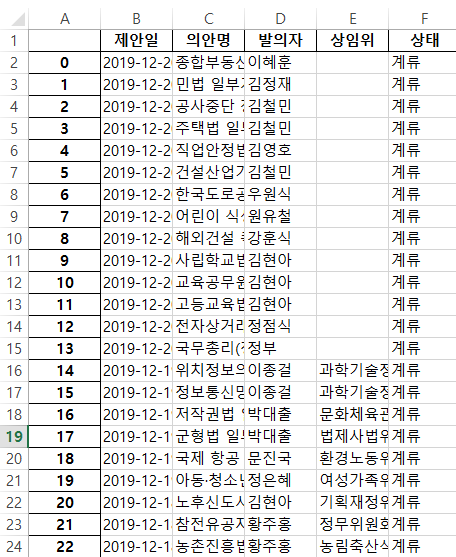 A B C D E F
1 제안일 의안명 발의자 상임위 상태
2 0 2019-12-2 종합부동산 이혜훈 계류
3 1 2019-12-2 민법 일부 김정재 계류
4 2 2019-12-2 공사중단 김철민 계류
5 3 2019-12-2 주택법 일 김철민 계류
6 4 2019-12-2 직업안정법 김영호 계류
7 5 2019-12-2 건설산업기 김철민 계류
8 6 2019-12-2 한국도로공 우원식 계류
9 7 2019-12-2 어린이 식 원유철 계류
10 8 2019-12-2 해외건설 강훈식 계류
11 9 2019-12-2 사립학교법 김현아 계류
12 10 2019-12-2 교육공무원 김현아 계류
13 11 2019-12-2 고등교육법 김현아 계류
14 12 2019-12-2 전자상거래 정점식 계류
15 13 2019-12-2 국무총리( 정부 계류
16 14 2019-12-1 위치정보의 이종걸 과학기술정 계류
17 15 2019-12-1 정보통신망 이종걸 과학기술정 계류
18 16 2019-12-1 저작권법 박대출 문화체육관 계류
19 17 2019-12-1 군형법 일 박대출 법제사법위 계류
20 18 2019-12-1 국제 항공 문진국 환경노동위 계류
21 19 2019-12-1 아동·청소년 정은혜 여성가족위 계류
22 20 2019-12-1 노후신도시 김현아 기획재정위 계류
23 21 2019-12-1 참전유공자 황주홍 정무위원회 계류
24 22 2019-12-1 농촌진흥법 황주홍 농림축산식 계류